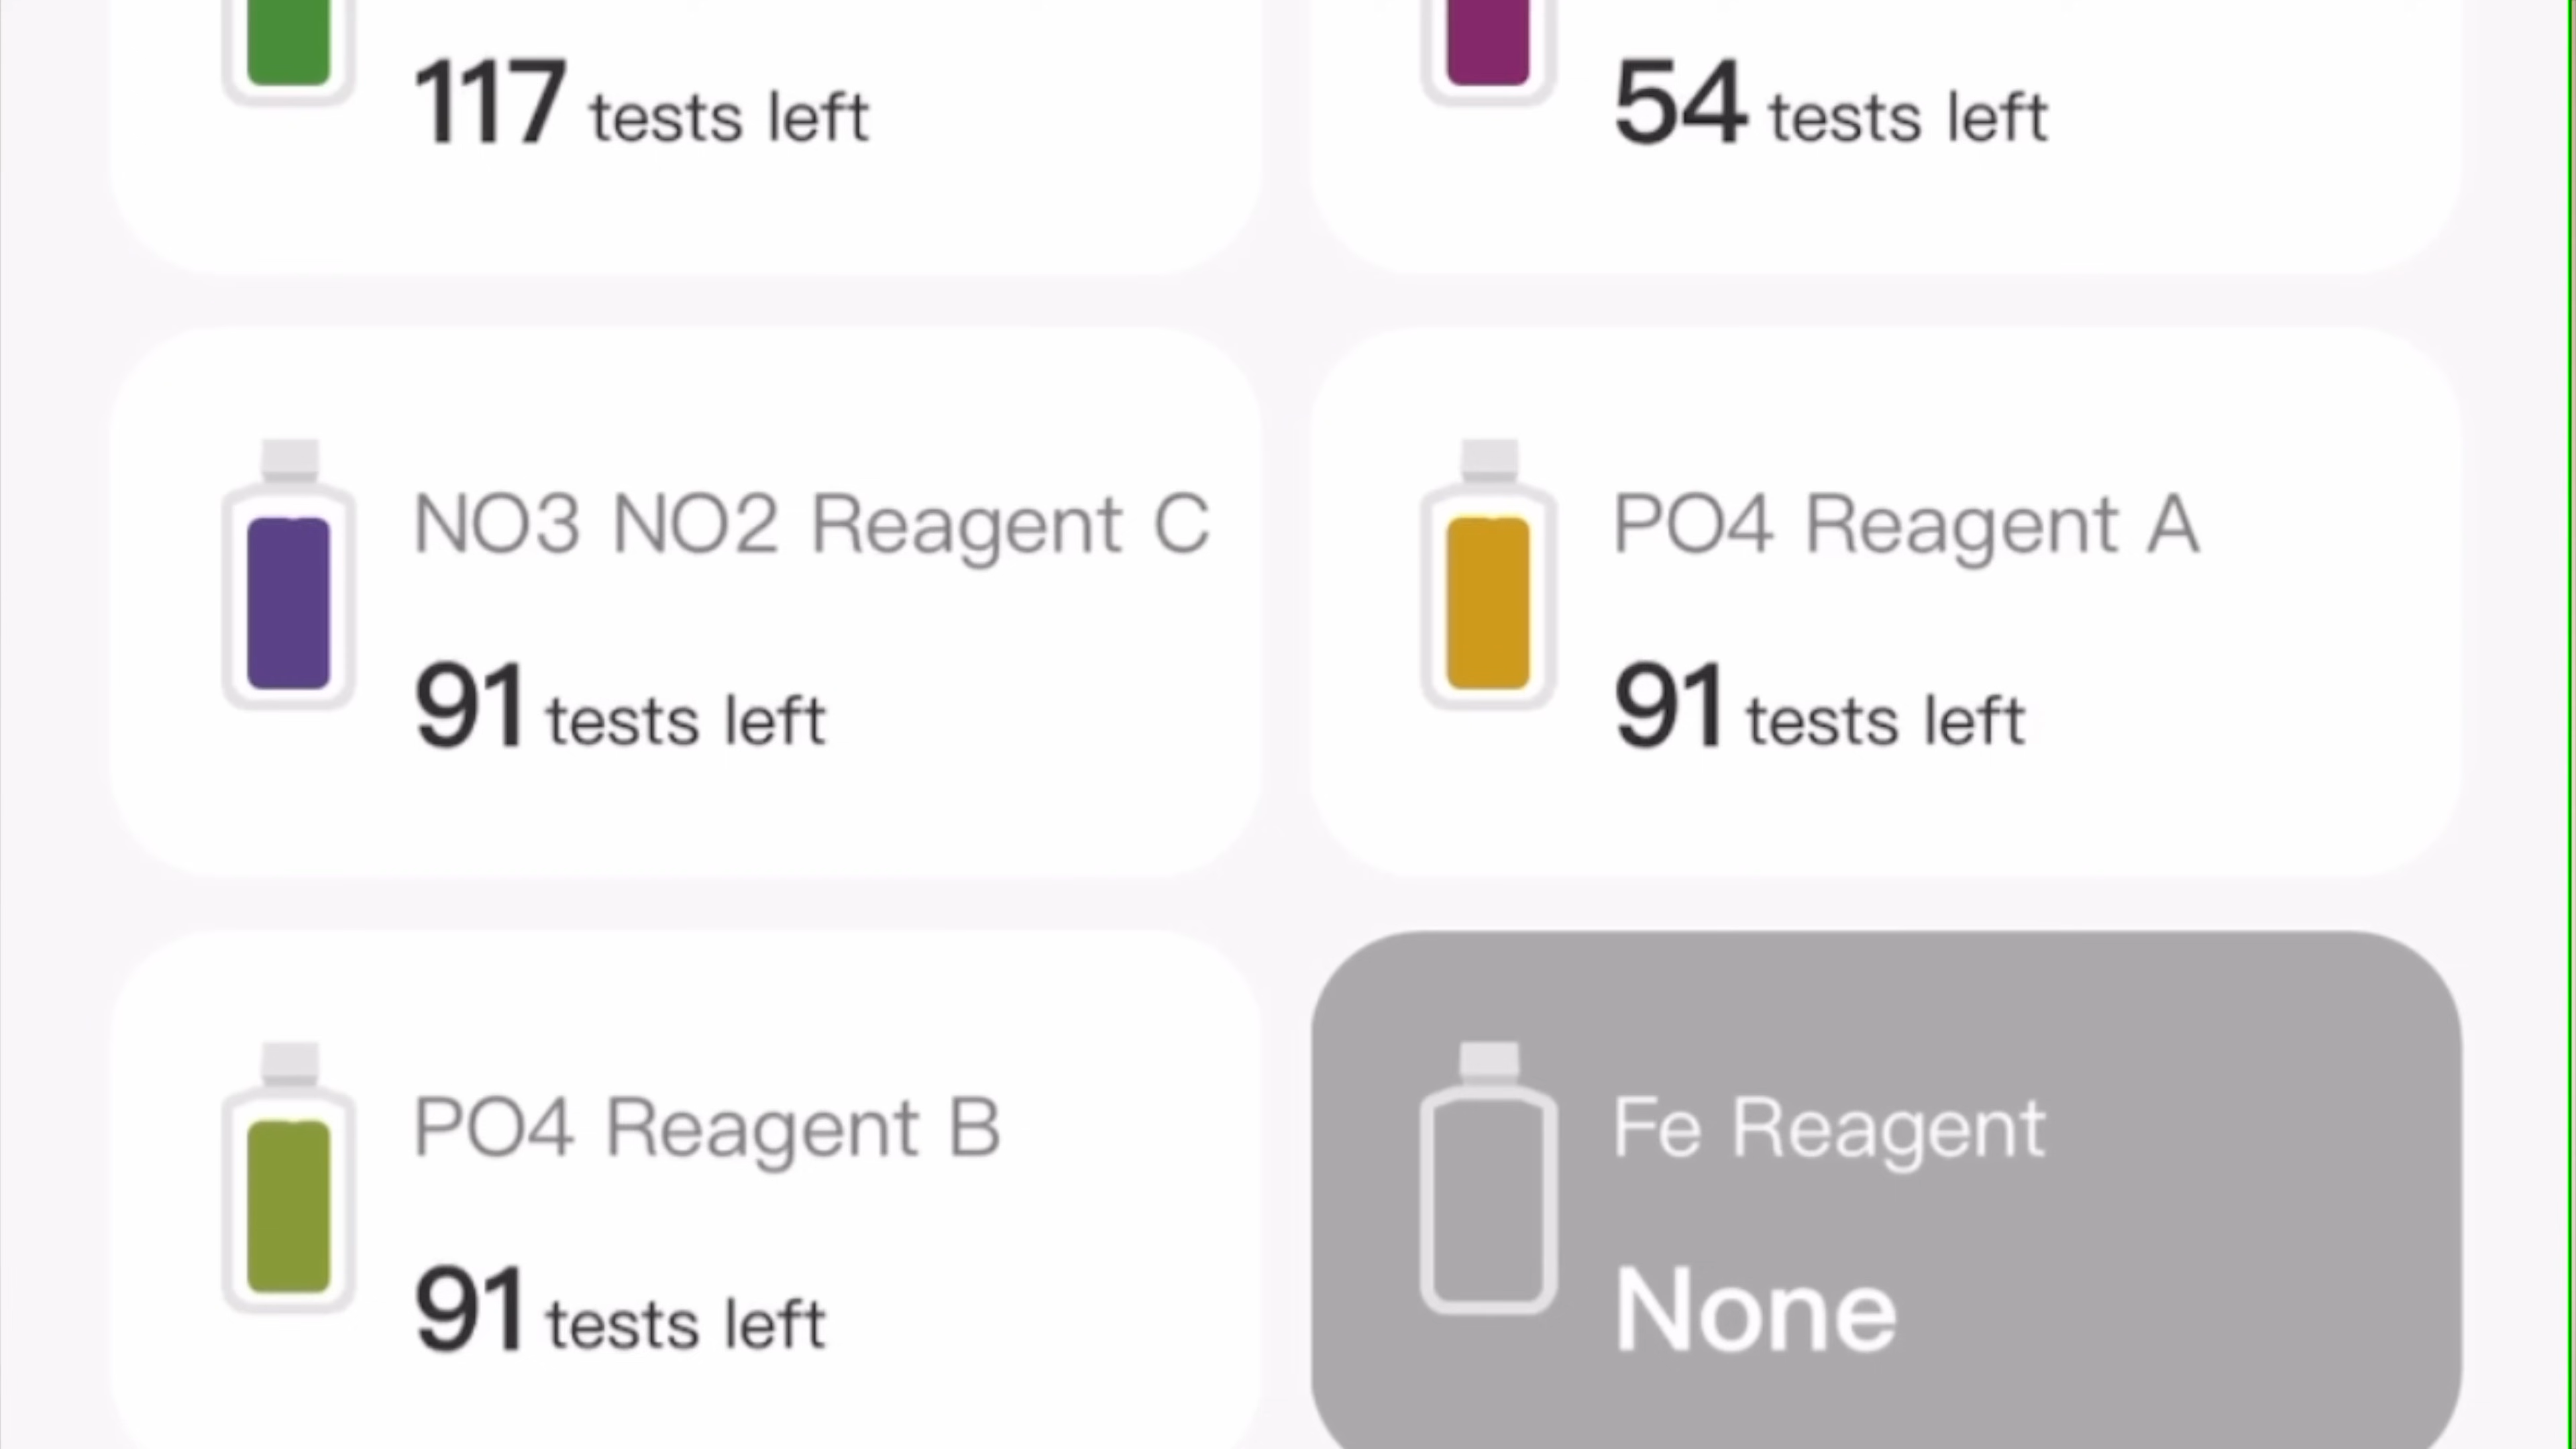 117 tests left
54 tests left
NO3 NO2 Reagent C
91 tests left
PO4 Reagent A
91 tests left
PO4 Reagent B
91 tests left
Fe Reagent
None